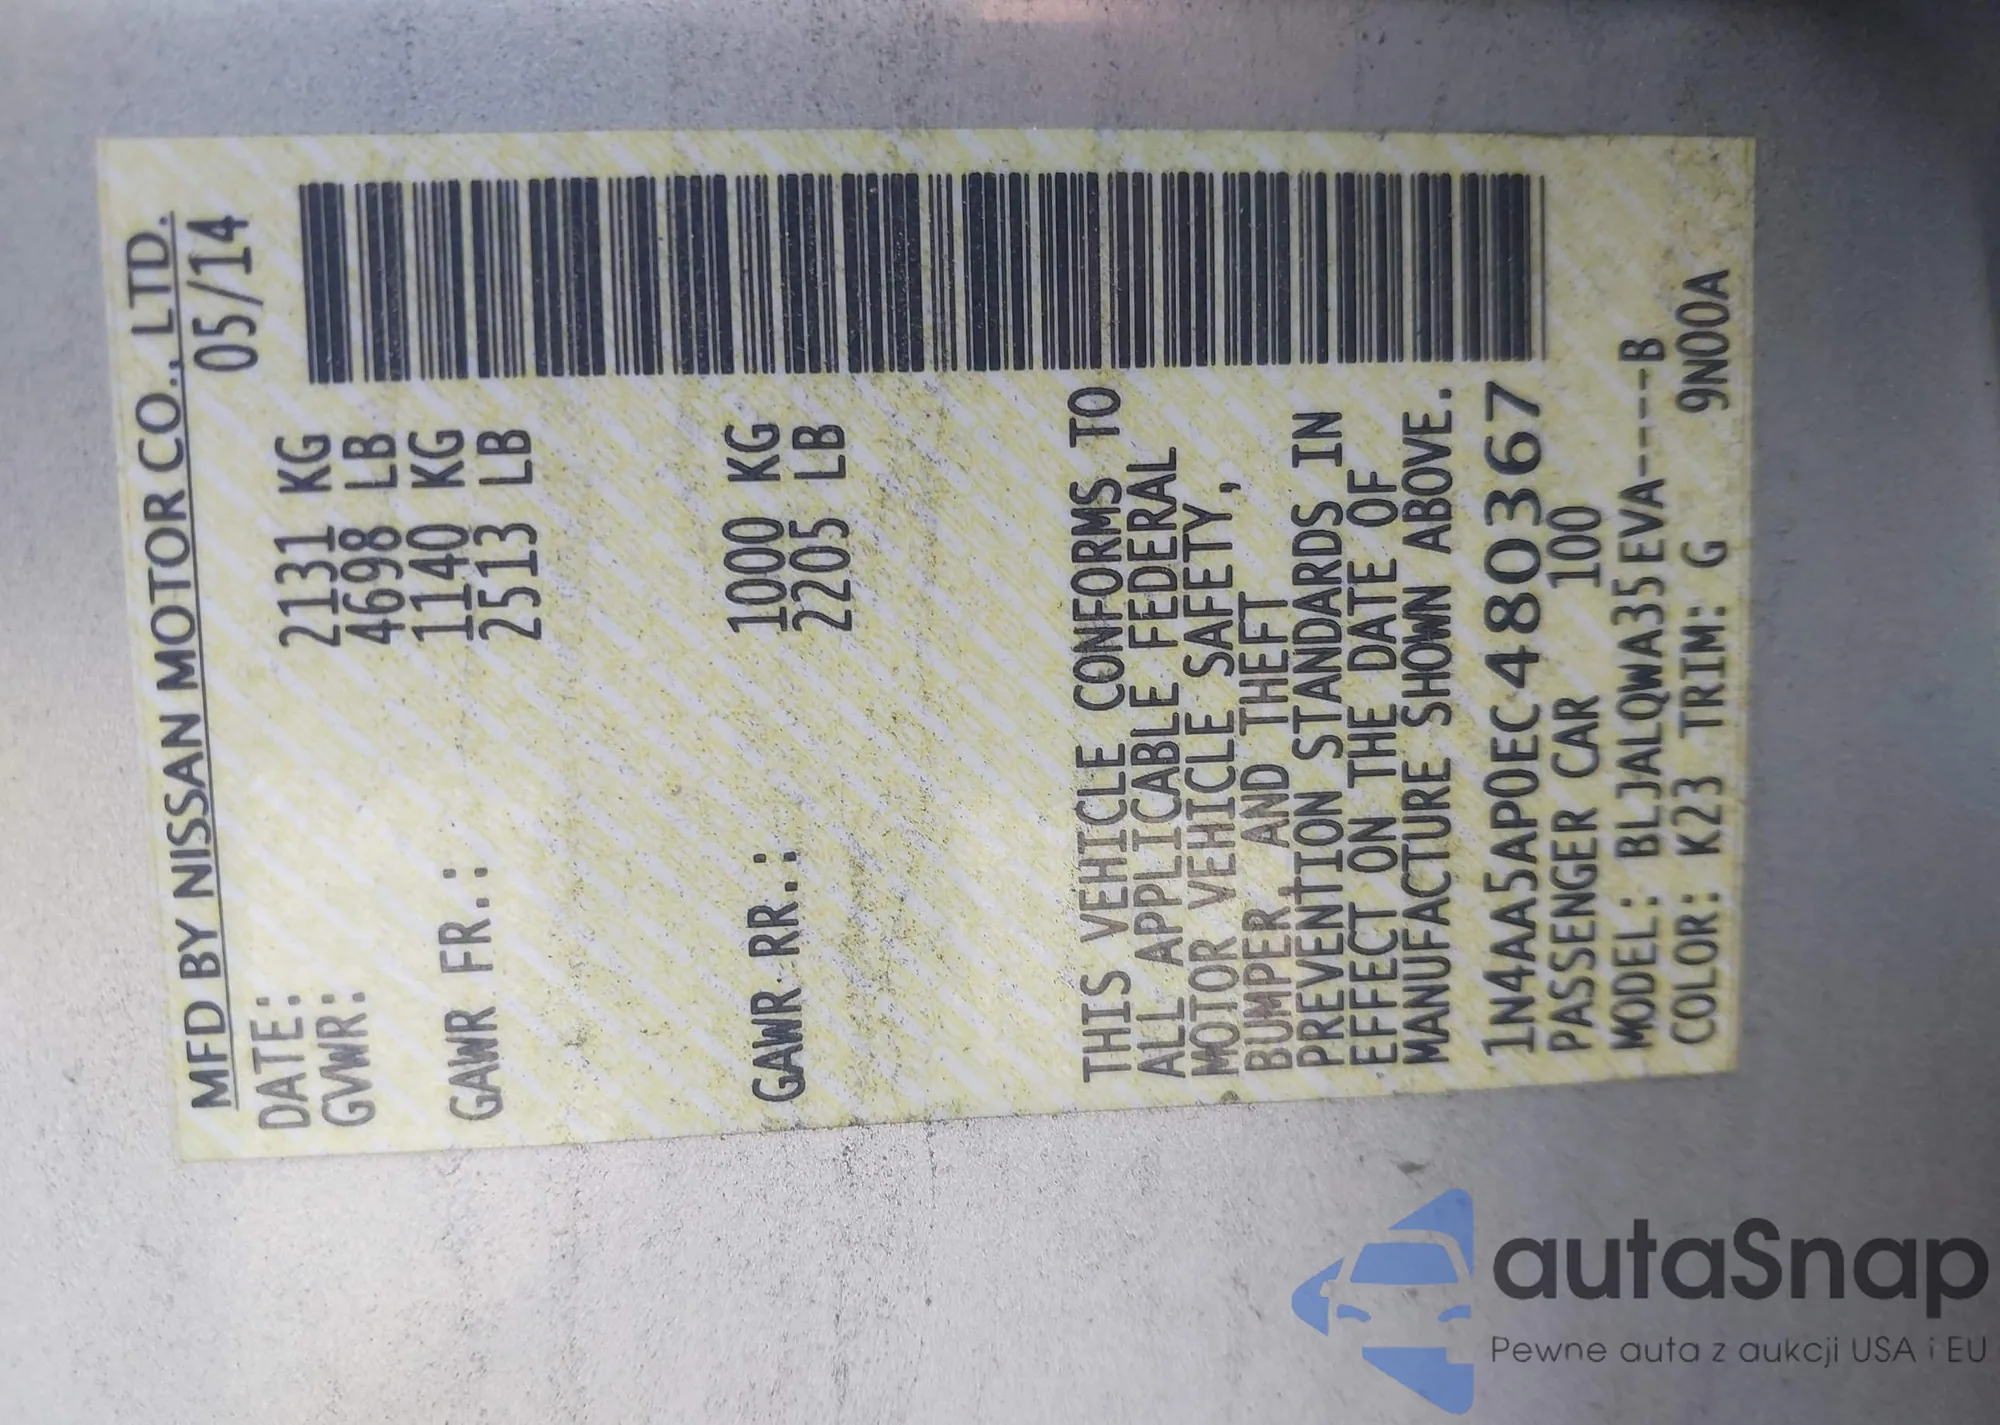 MFD BY NISSAN MOTOR CO., LTD.
DATE: 05/14
GVWR: 2131 KG
4698 LB
GAWR FR.: 1140 KG
2513 LB
GAWR RR.: 1000 KG
2205 LB
THIS VEHICLE CONFORMS TO
ALL APPLICABLE FEDERAL
MOTOR VEHICLE SAFETY,
BUMPER, AND THEFT
PREVENTION STANDARDS IN
EFFECT ON THE DATE OF
MANUFACTURE SHOWN ABOVE.
1N4AA5AP0EC480367
PASSENGER CAR 100
MODEL: BLJALQWA35EVA-----B
COLOR: K23 TRIM: G 9N00A
autaSnap
Pewne auta z aukcji USA i EU